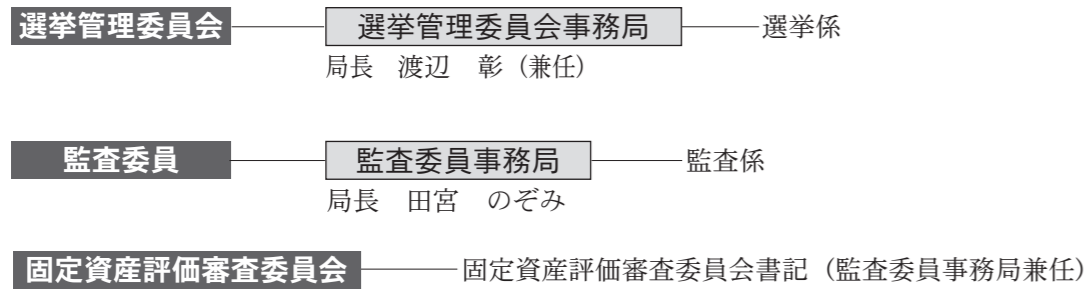 選挙管理委員会 選挙管理委員会事務局 選挙係
局長 渡辺 彰（兼任）
監査委員 監査委員事務局 監査係
局長 田宮 のぞみ
固定資産評価審査委員会 固定資産評価審査委員会書記（監査委員事務局兼任）